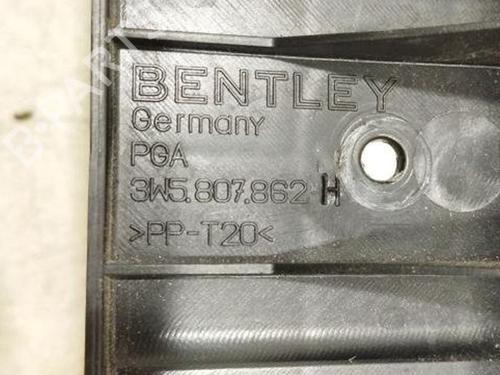 BENTLEY
Germany
PGA
3W5.807.862 H
>PP-T20<